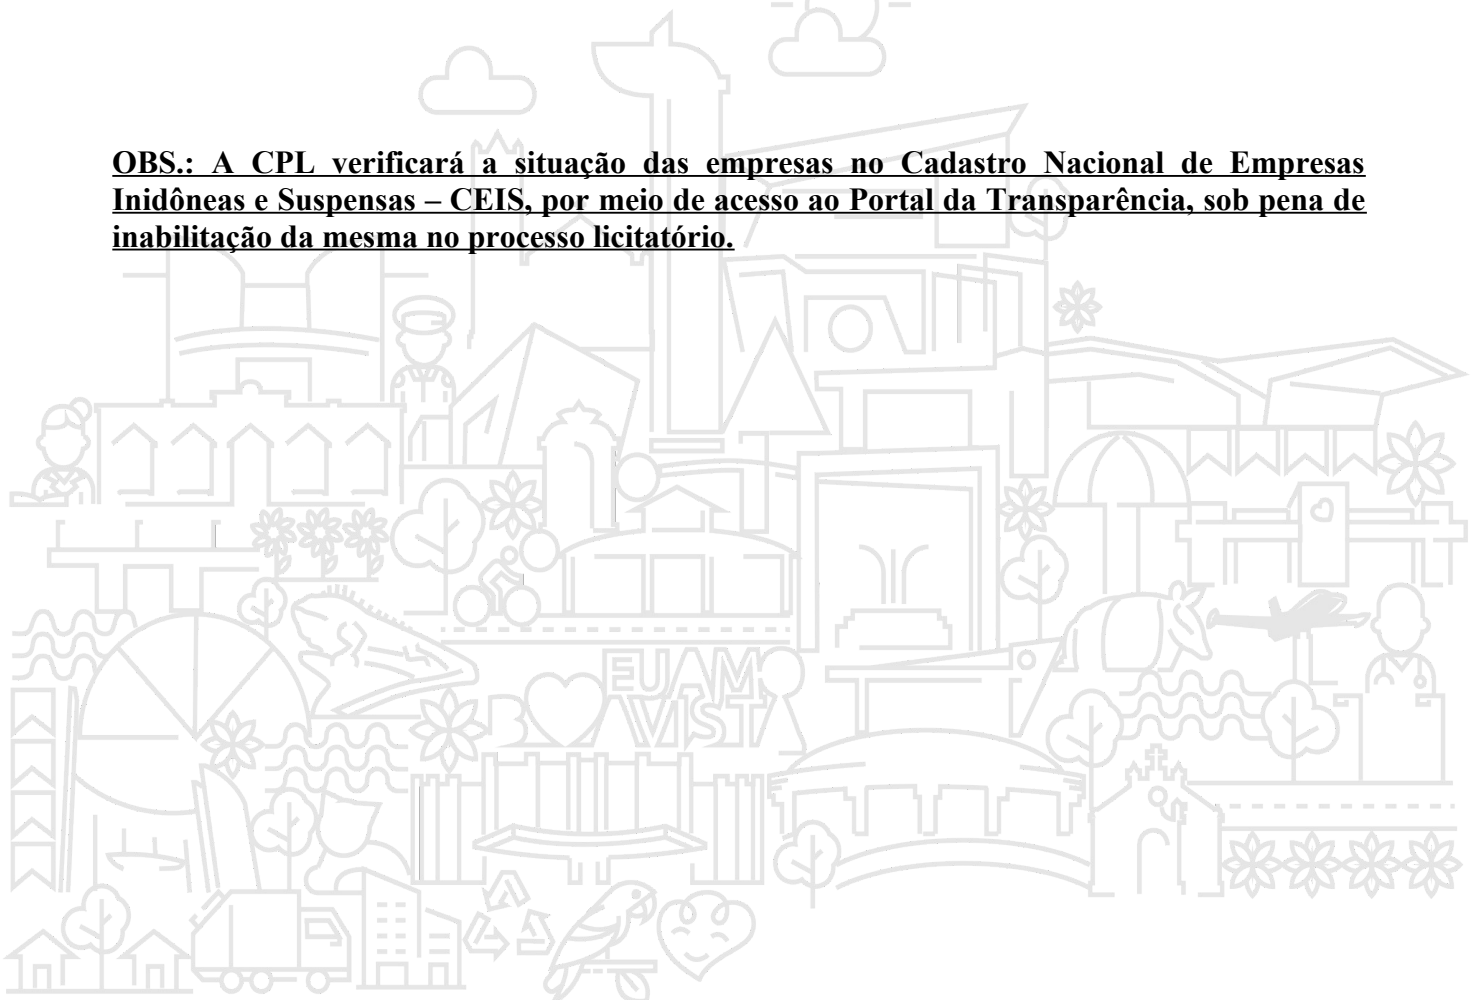 OBS.: A CPL verificará a situação das empresas no Cadastro Nacional de Empresas
Inidôneas e Suspensas – CEIS, por meio de acesso ao Portal da Transparência, sob pena de
inabilitação da mesma no processo licitatório.
EU AMO
B VISTA